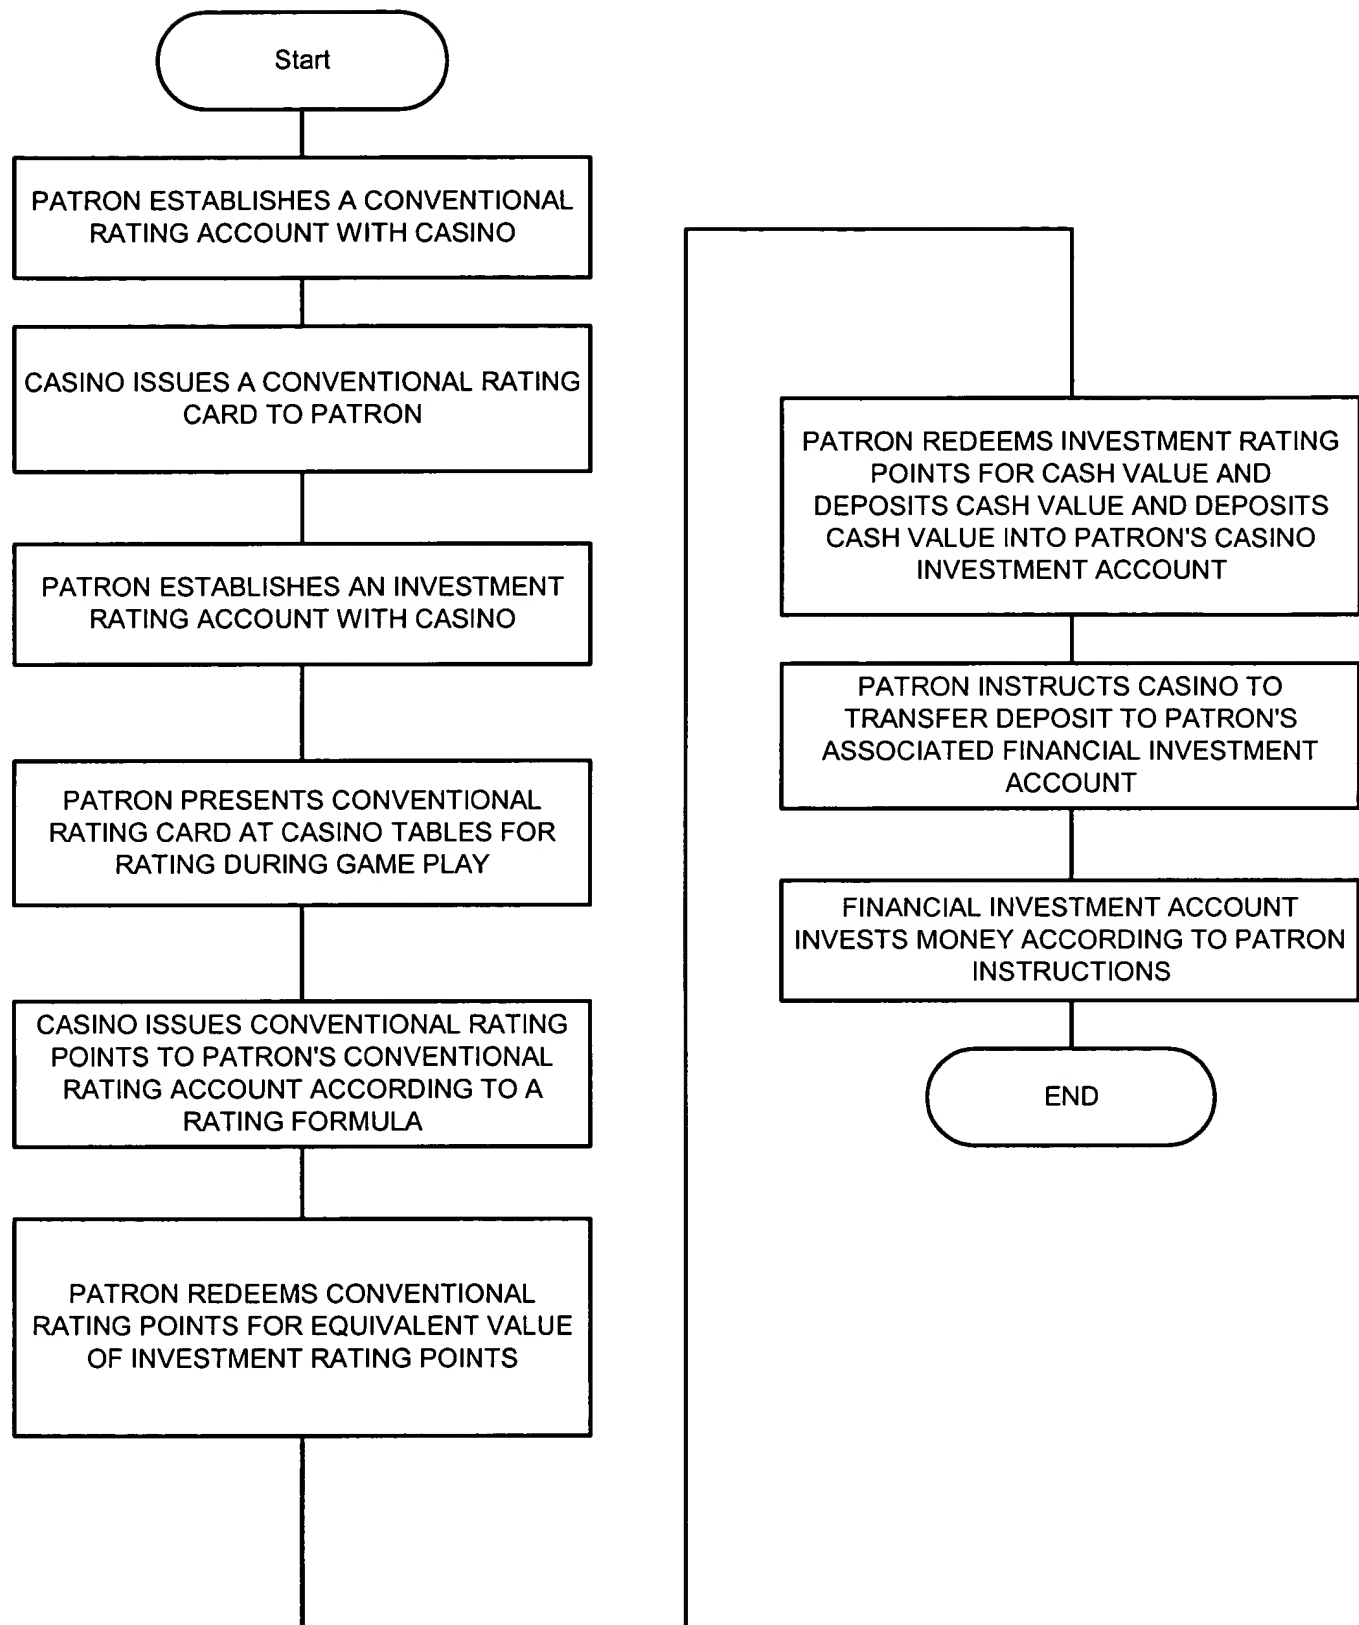 Start
PATRON ESTABLISHES A CONVENTIONAL
RATING ACCOUNT WITH CASINO
CASINO ISSUES A CONVENTIONAL RATING
CARD TO PATRON
PATRON ESTABLISHES AN INVESTMENT
RATING ACCOUNT WITH CASINO
PATRON PRESENTS CONVENTIONAL
RATING CARD AT CASINO TABLES FOR
RATING DURING GAME PLAY
CASINO ISSUES CONVENTIONAL RATING
POINTS TO PATRON'S CONVENTIONAL
RATING ACCOUNT ACCORDING TO A
RATING FORMULA
PATRON REDEEMS CONVENTIONAL
RATING POINTS FOR EQUIVALENT VALUE
OF INVESTMENT RATING POINTS
PATRON REDEEMS INVESTMENT RATING
POINTS FOR CASH VALUE AND
DEPOSITS CASH VALUE AND DEPOSITS
CASH VALUE INTO PATRON'S CASINO
INVESTMENT ACCOUNT
PATRON INSTRUCTS CASINO TO
TRANSFER DEPOSIT TO PATRON'S
ASSOCIATED FINANCIAL INVESTMENT
ACCOUNT
FINANCIAL INVESTMENT ACCOUNT
INVESTS MONEY ACCORDING TO PATRON
INSTRUCTIONS
END